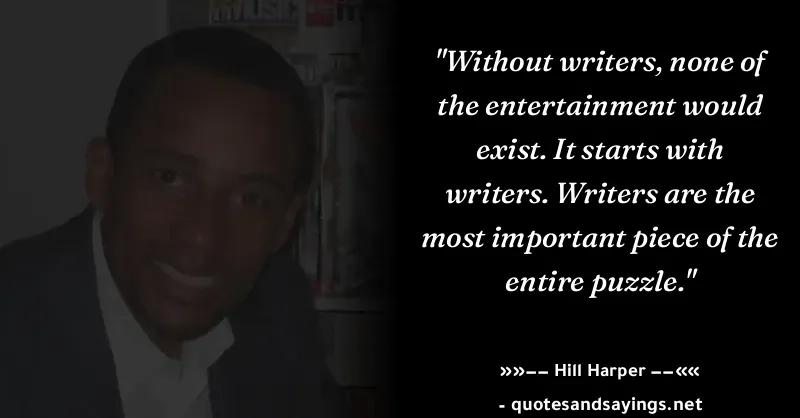 MUSIC
"Without writers, none of
the entertainment would
exist. It starts with
writers. Writers are the
most important piece of the
entire puzzle."
»»−− Hill Harper −−««
- quotesandsayings.net